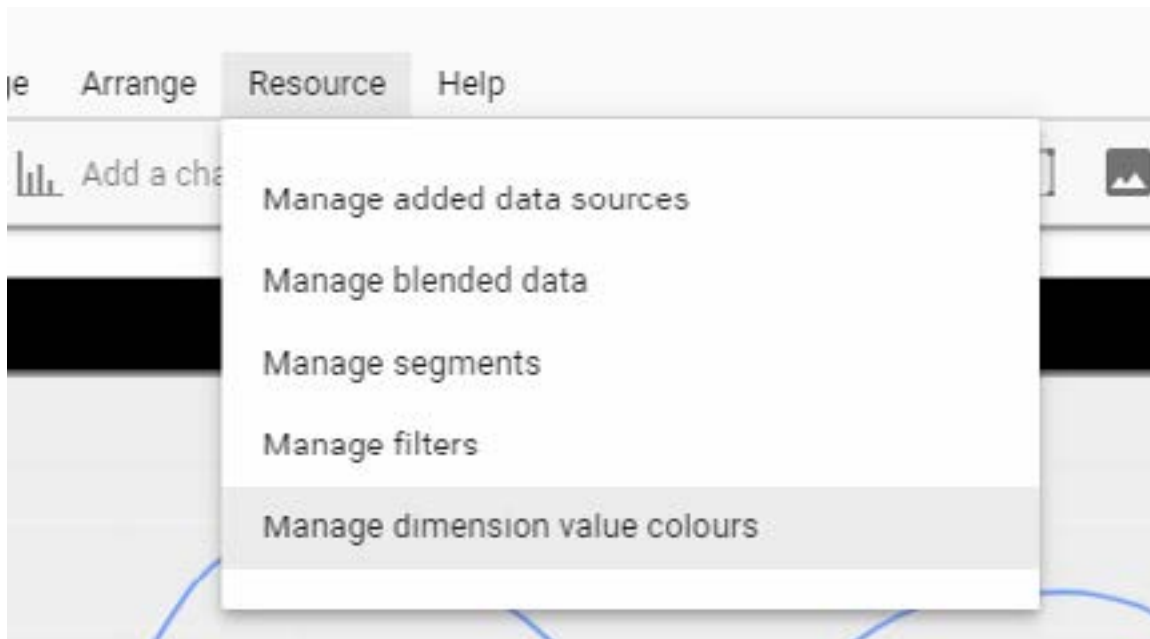 ge Arrange Resource Help
Add a cha
Manage added data sources
Manage blended data
Manage segments
Manage filters
Manage dimension value colours